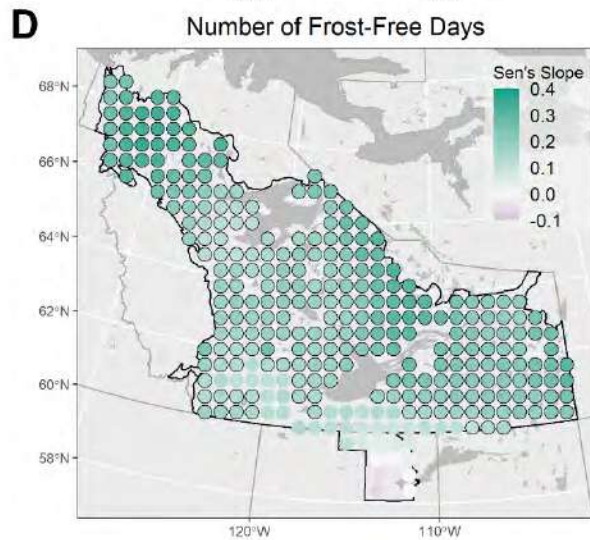 D
Number of Frost-Free Days
Sen's Slope
0.4
0.3
0.2
0.1
0.0
-0.1
68°N
66°N
64°N
62°N
60°N
58°N
120°W
110°W